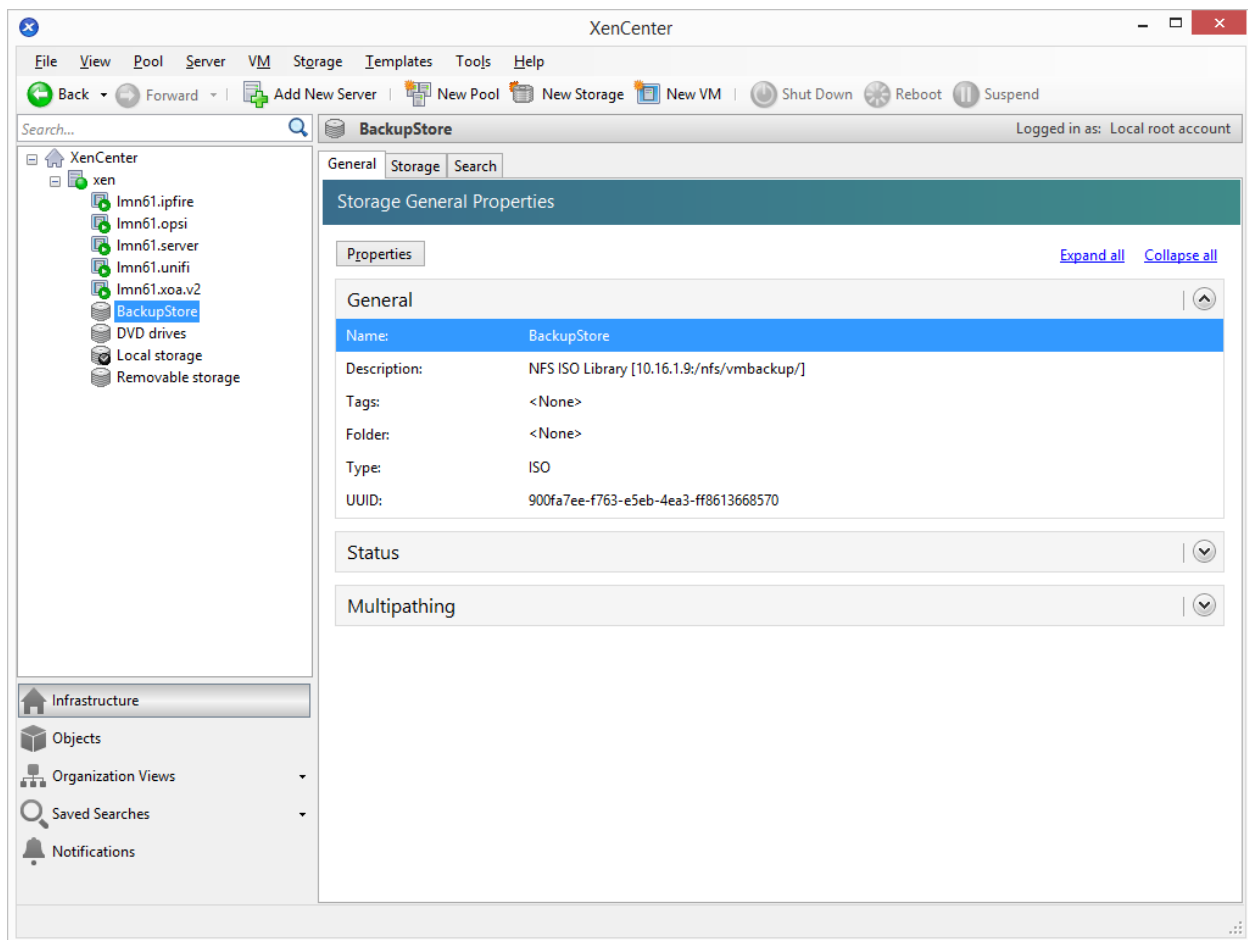 XenCenter
File View Pool Server VM Storage Templates Tools Help
Back Forward Add New Server New Pool New Storage New VM Shut Down Reboot Suspend
Search...
BackupStore Logged in as: Local root account
XenCenter
xen
lmn61.ipfire
lmn61.opsi
lmn61.server
lmn61.unifi
lmn61.xoa.v2
BackupStore
DVD drives
Local storage
Removable storage
Infrastructure
Objects
Organization Views
Saved Searches
Notifications
General Storage Search
Storage General Properties
Properties Expand all Collapse all
General
Name: BackupStore
Description: NFS ISO Library [10.16.1.9:/nfs/vmbackup/]
Tags: <None>
Folder: <None>
Type: ISO
UUID: 900fa7ee-f763-e5eb-4ea3-ff8613668570
Status
Multipathing